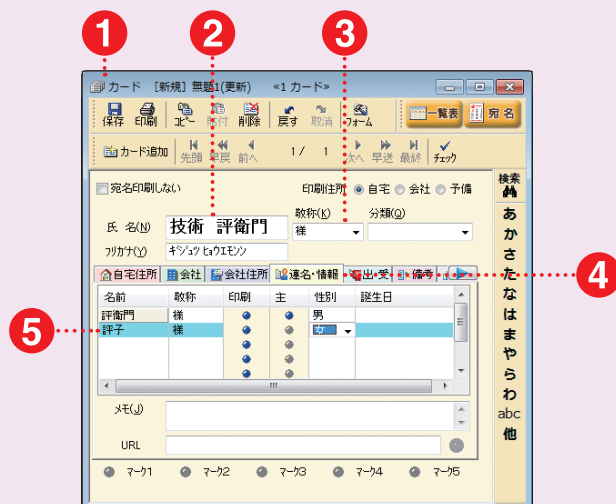 1
2
3
カード [新規] 無題1(更新) «1 カード»
保存 印刷 コピー 貼付 削除 戻す 取消 フォーム 一覧表 宛名
カード追加 先頭 早戻 前へ 1 / 1 次へ 早送 最終 チェック
検索
宛名印刷しない 印刷住所 自宅 会社 予備
敬称(K) 分類(Q)
氏 名(N) 技術 評衛門 様
フリガナ(Y) ギジュツ ヒョウエモンソン
自宅住所 会社 会社住所 連名・情報 出・受 備考
4
名前 敬称 印刷 主 性別 誕生日
評衛門 様 男
5
評子 様 女
メモ(J)
URL
マーク1 マーク2 マーク3 マーク4 マーク5
あ
か
さ
た
な
は
ま
や
ら
わ
abc
他